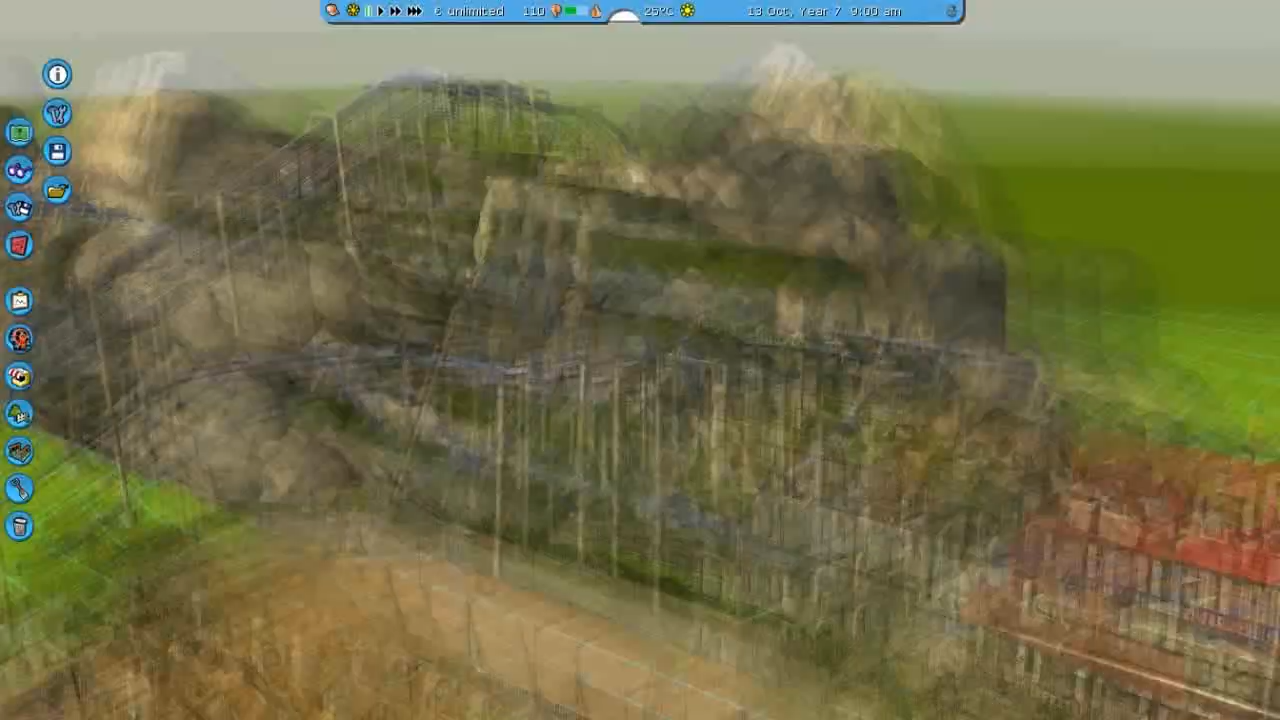 € unlimited 110 25°C 13 Oct, Year 7 9:00 am